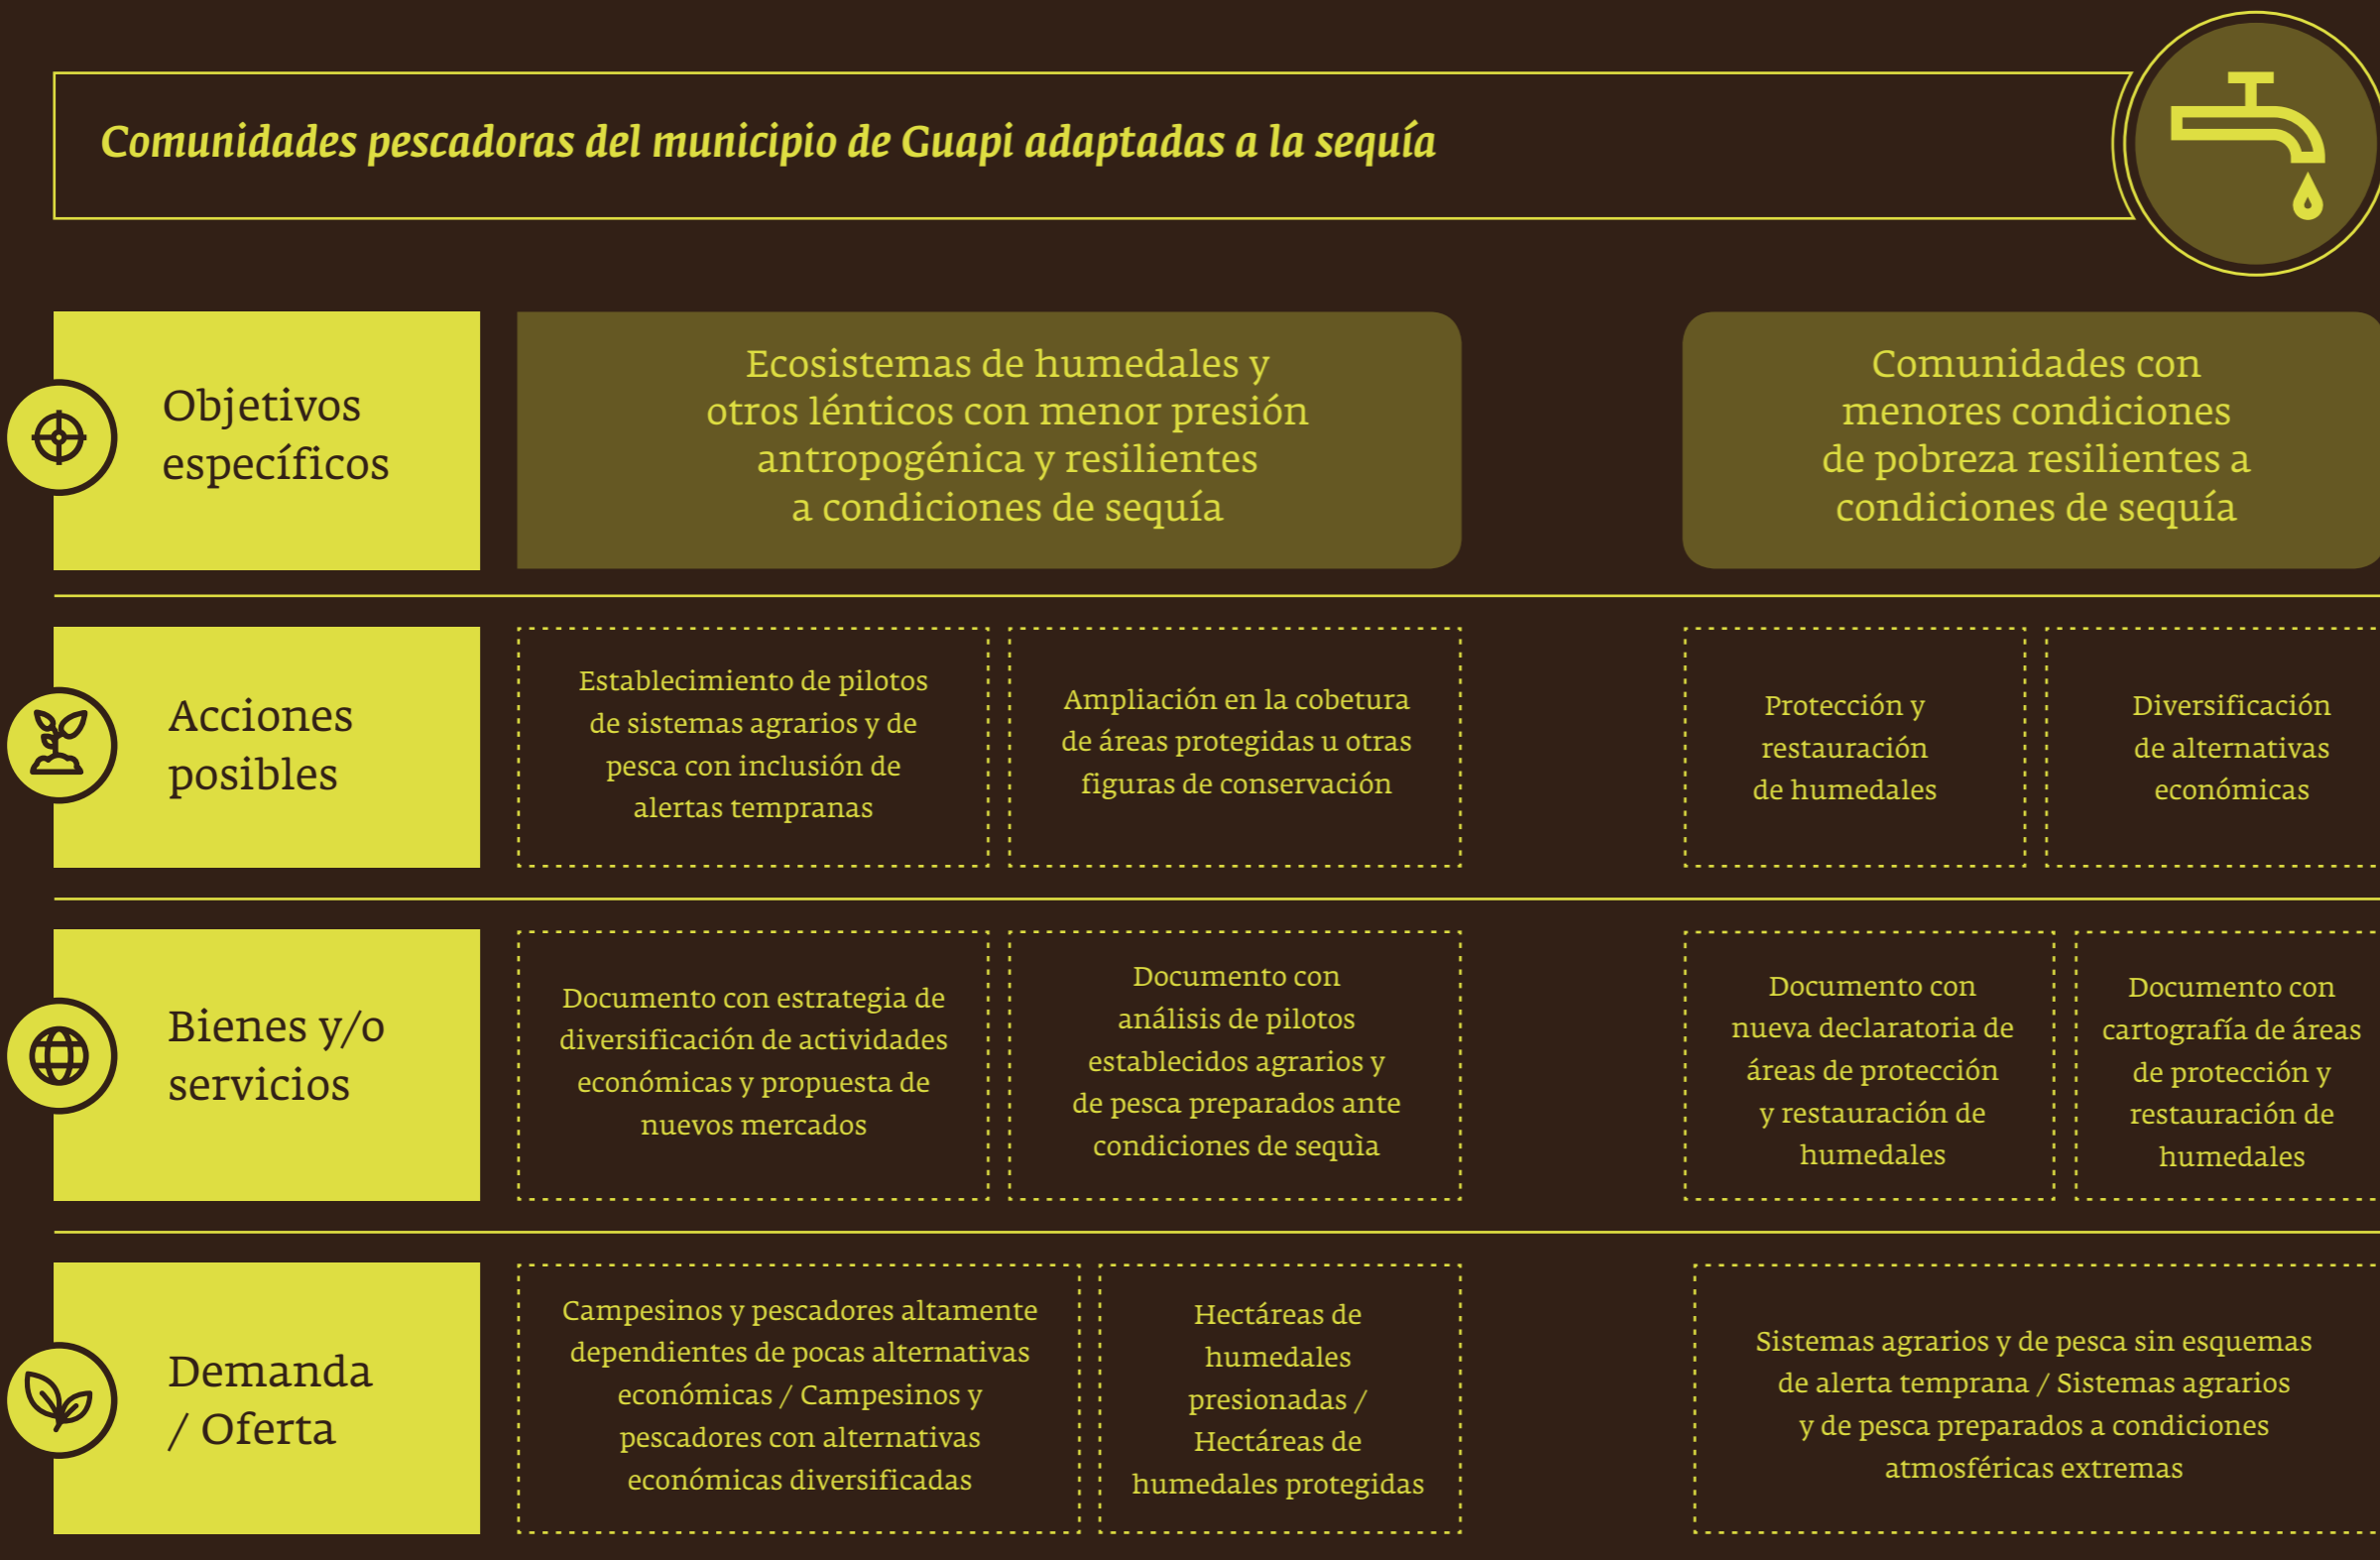 Comunidades pescadoras del municipio de Guapi adaptadas a la sequía
Objetivos
específicos
Ecosistemas de humedales y
otros lénticos con menor presión
antropogénica y resilientes
a condiciones de sequía
Comunidades con
menores condiciones
de pobreza resilientes a
condiciones de sequía
Acciones
posibles
Establecimiento de pilotos
de sistemas agrarios y de
pesca con inclusión de
alertas tempranas
Ampliación en la cobetura
de áreas protegidas u otras
figuras de conservación
Protección y
restauración
de humedales
Diversificación
de alternativas
económicas
Bienes y/o
servicios
Documento con estrategia de
diversificación de actividades
económicas y propuesta de
nuevos mercados
Documento con
análisis de pilotos
establecidos agrarios y
de pesca preparados ante
condiciones de sequìa
Documento con
nueva declaratoria de
áreas de protección
y restauración de
humedales
Documento con
cartografía de áreas
de protección y
restauración de
humedales
Demanda
/ Oferta
Campesinos y pescadores altamente
dependientes de pocas alternativas
económicas / Campesinos y
pescadores con alternativas
económicas diversificadas
Hectáreas de
humedales
presionadas /
Hectáreas de
humedales protegidas
Sistemas agrarios y de pesca sin esquemas
de alerta temprana / Sistemas agrarios
y de pesca preparados a condiciones
atmosféricas extremas